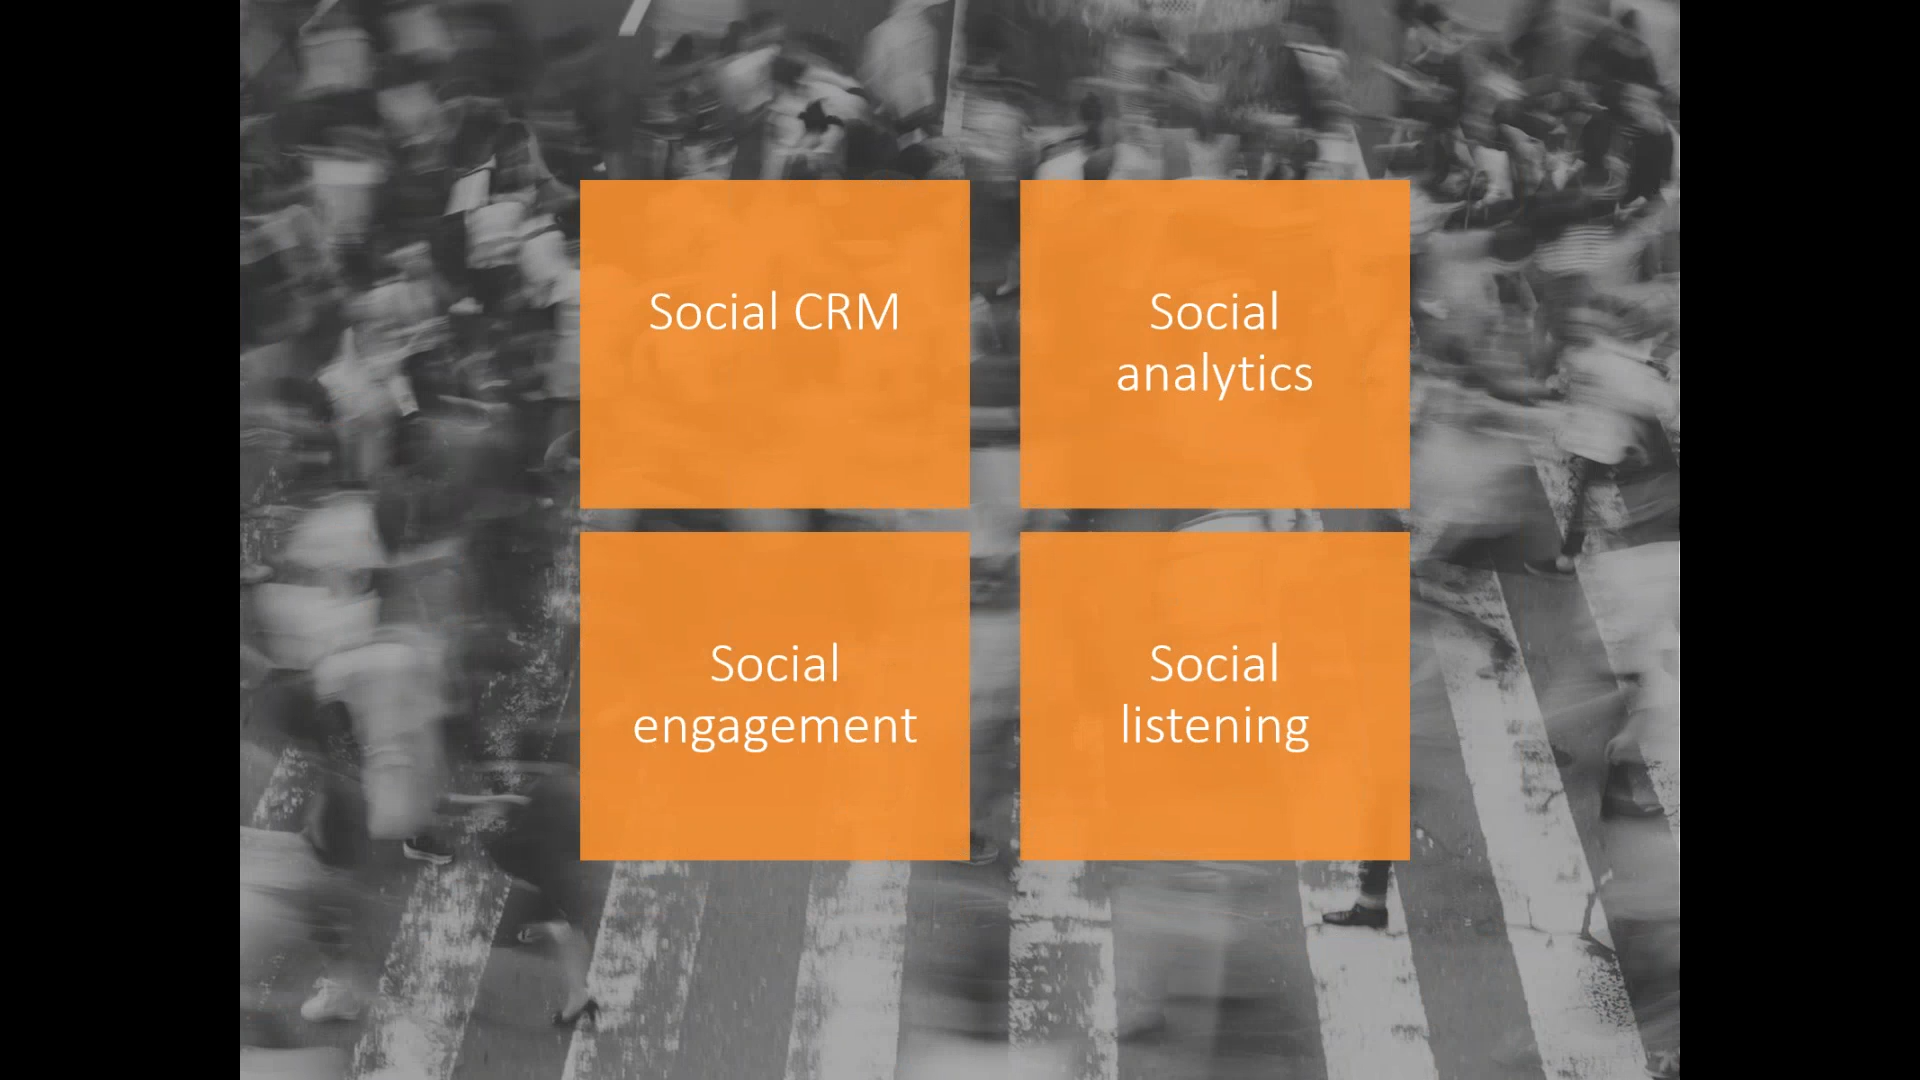 Social CRM
Social
analytics
Social
engagement
Social
listening